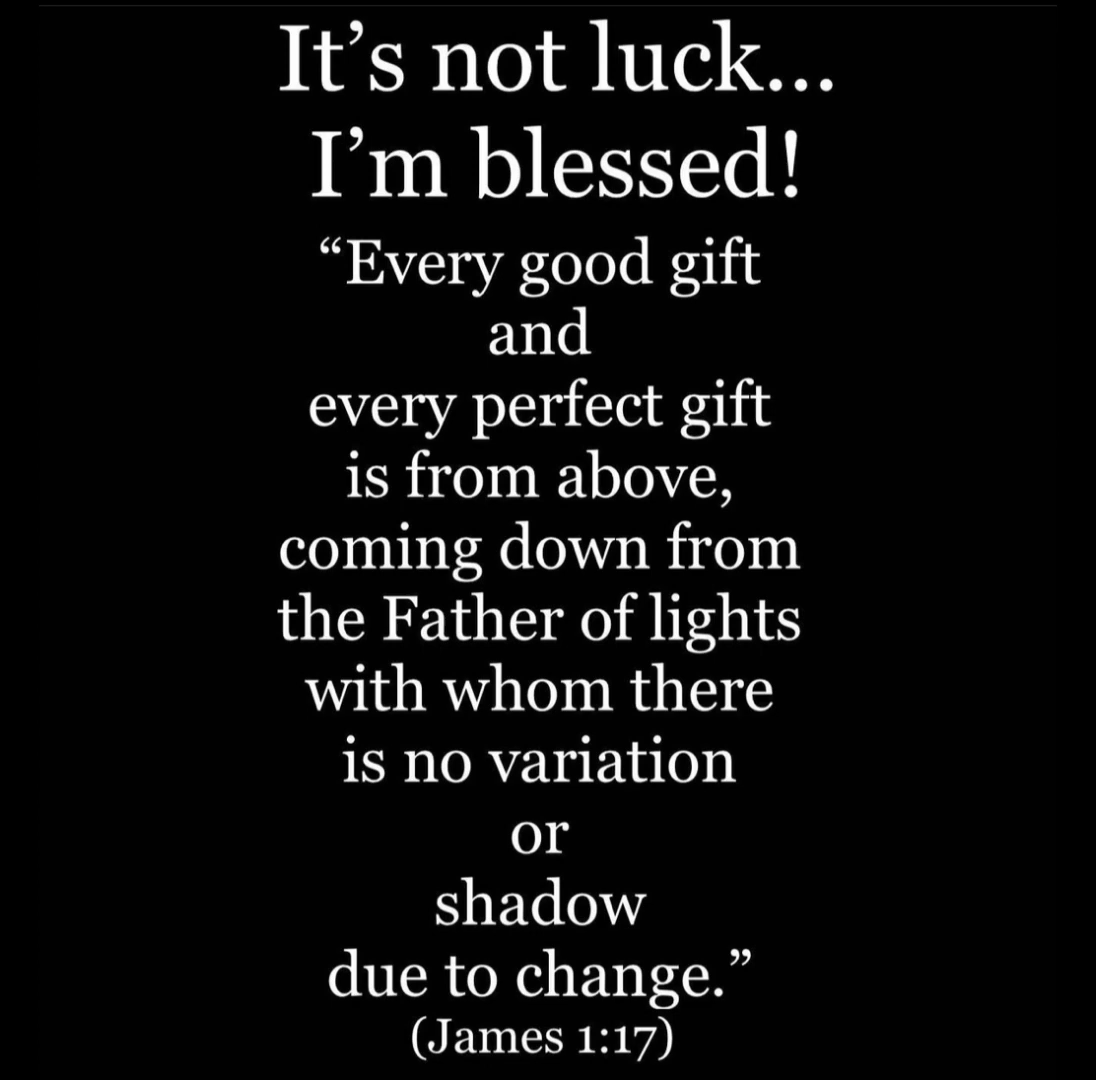 It’s not luck...
I’m blessed!
“Every good gift
and
every perfect gift
is from above,
coming down from
the Father of lights
with whom there
is no variation
or
shadow
due to change.”
(James 1:17)